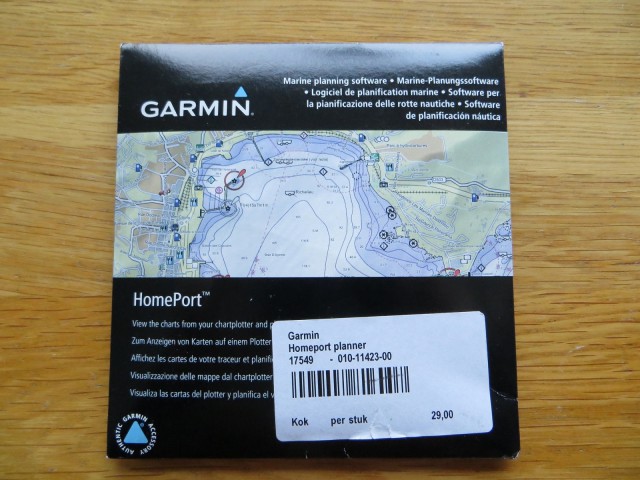 Marine planning software • Marine-Planungssoftware
• Logiciel de planification marine • Software per
la pianificazione delle rotte nautiche • Software
de planificación náutica
GARMIN
HomePort™
View the charts from your chartplotter and
Zum Anzeigen von Karten auf einem Plotter
Affichez les cartes de votre traceur et
Visualizzazione delle mappe dal chartplotter
Visualiza las cartas del plotter y planifica el
Garmin
Homeport planner
17549 - 010-11423-00
Kok per stuk 29,00
AUTHENTIC GARMIN ACCESSORY